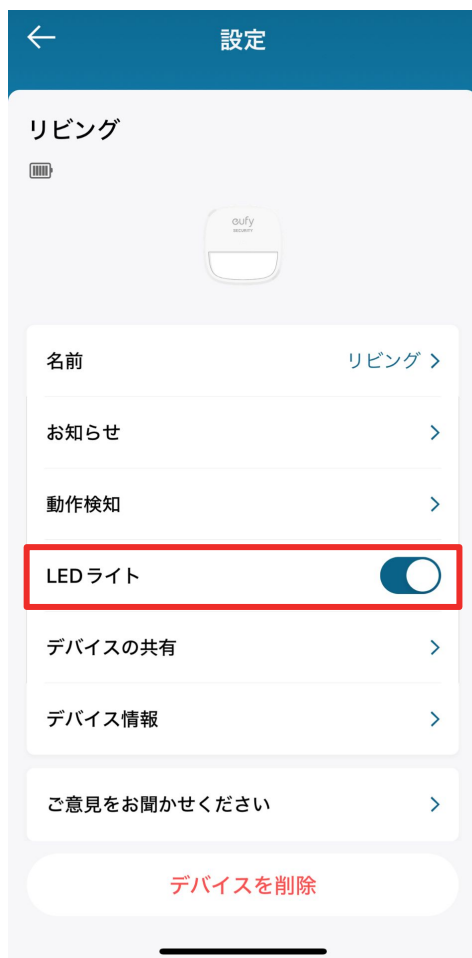 設定
リビング
eufy
SECURITY
名前 リビング
お知らせ
動作検知
LEDライト
デバイスの共有
デバイス情報
ご意見をお聞かせください
デバイスを削除